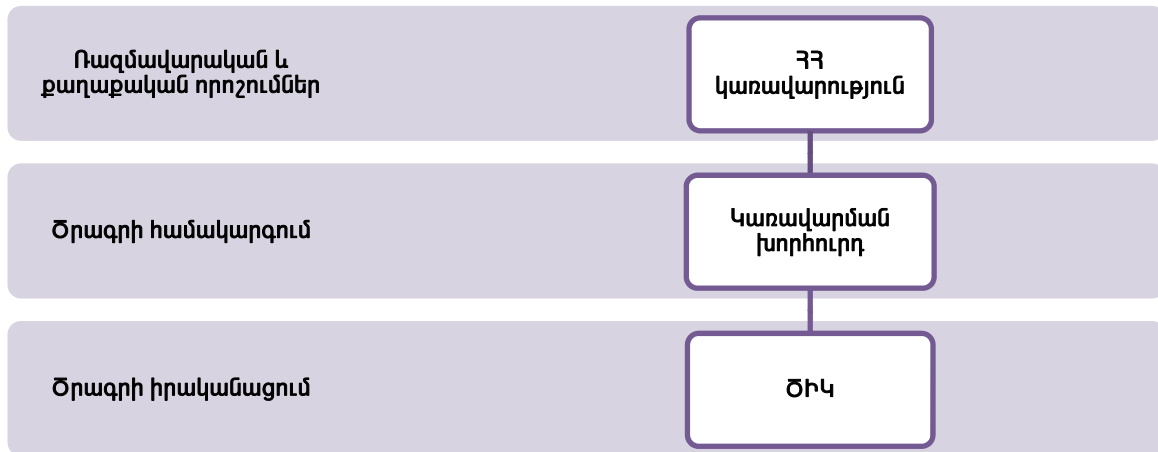 Ռազմավարական և
քաղաքական որոշումներ
ՀՀ
կառավարություն
Ծրագրի համակարգում
Կառավարման
խորհուրդ
Ծրագրի իրականացում
ԾԻԿ